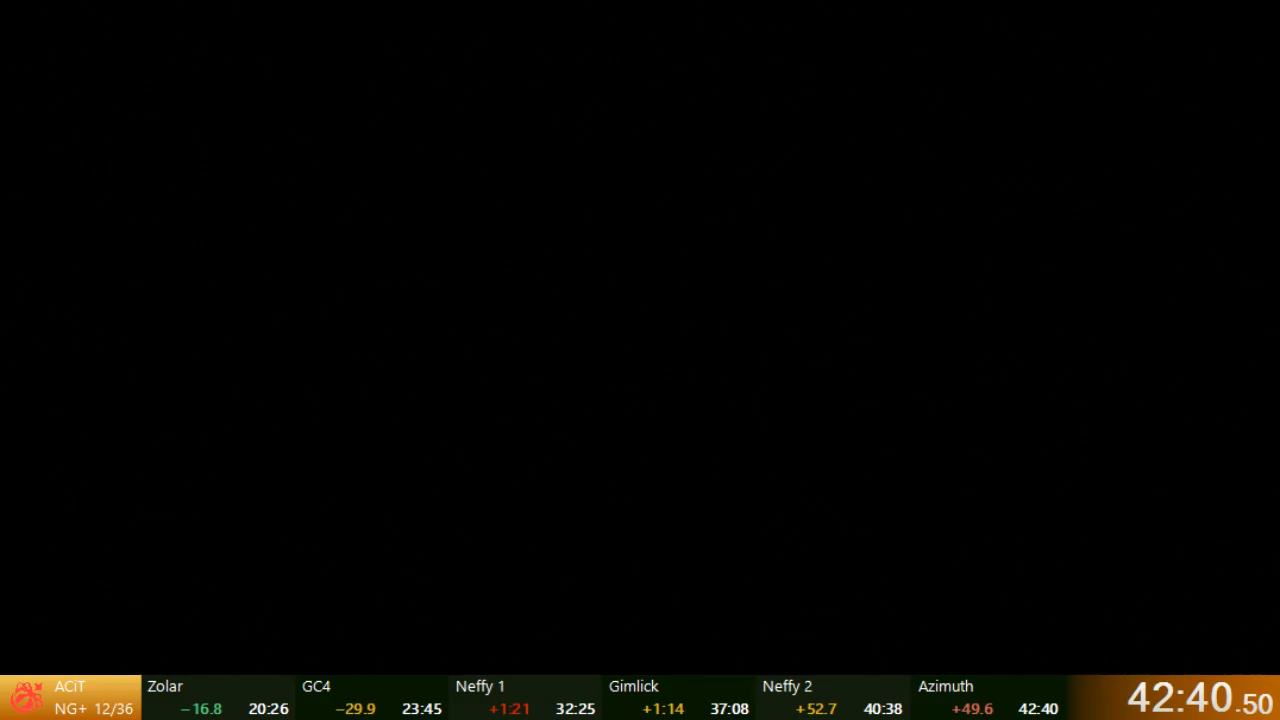 ACiT
NG+ 12/36
Zolar
−16.8 20:26
GC4
−29.9 23:45
Neffy 1
+1:21 32:25
Gimlick
+1:14 37:08
Neffy 2
+52.7 40:38
Azimuth
+49.6 42:40
42:40.50